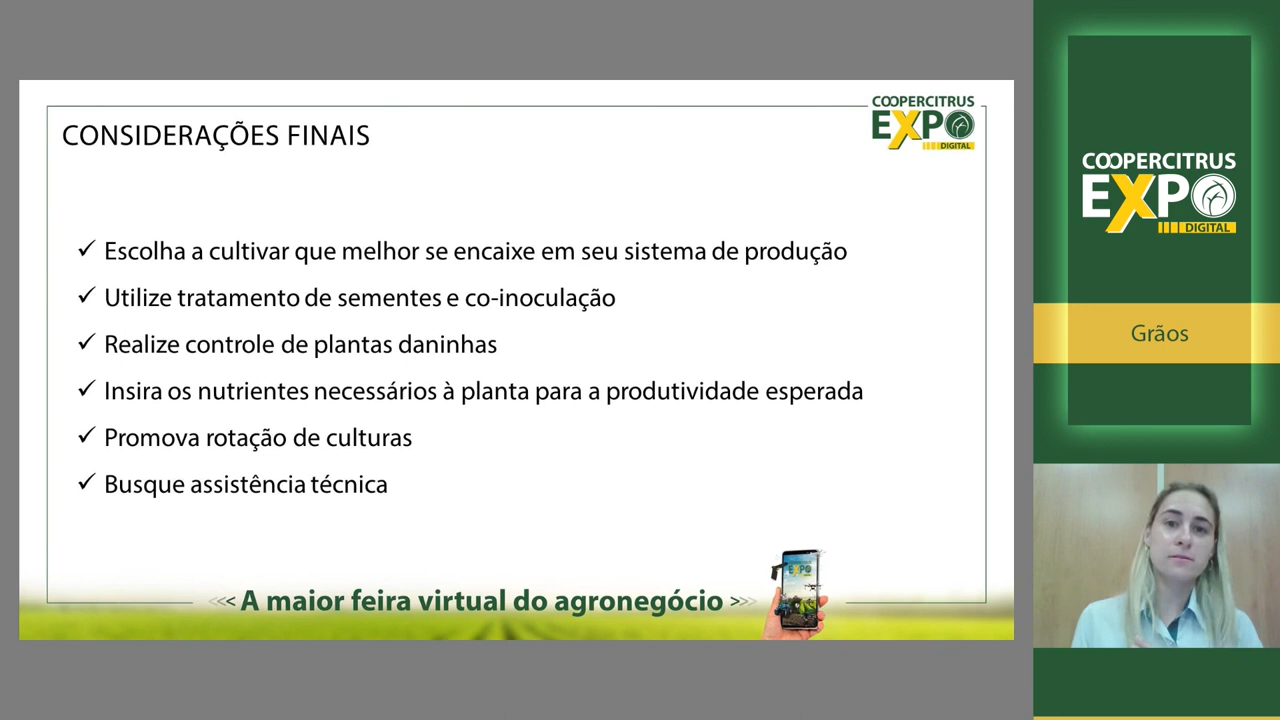 COOPERCITRUS
EXPO
DIGITAL
CONSIDERAÇÕES FINAIS
✓ Escolha a cultivar que melhor se encaixe em seu sistema de produção
✓ Utilize tratamento de sementes e co-inoculação
✓ Realize controle de plantas daninhas
✓ Insira os nutrientes necessários à planta para a produtividade esperada
✓ Promova rotação de culturas
✓ Busque assistência técnica
<<< A maior feira virtual do agronegócio >>>
EXPO
COOPERCITRUS
EXPO
DIGITAL
Grãos